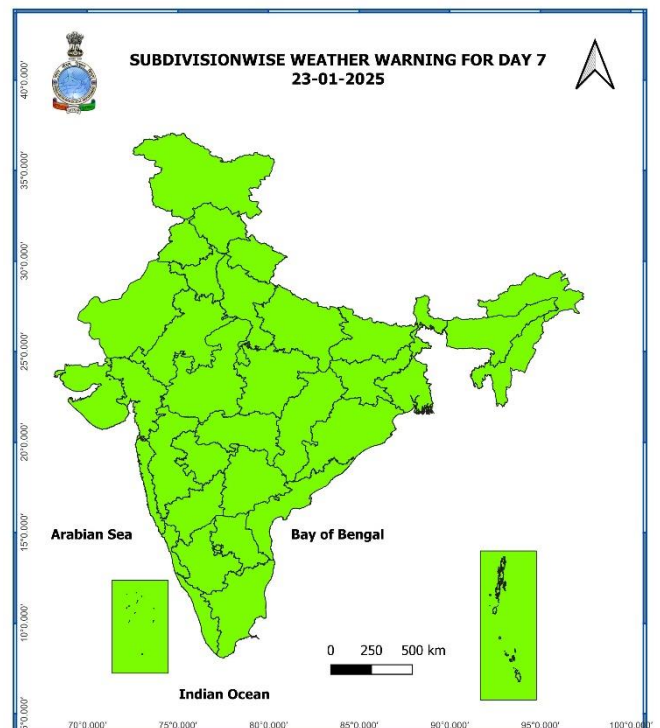 SUBDIVISIONWISE WEATHER WARNING FOR DAY 7
23-01-2025
40°0.000'
35°0.000'
30°0.000'
25°0.000'
20°0.000'
15°0.000'
10°0.000'
5°0.000'
Arabian Sea
Bay of Bengal
0 250 500 km
Indian Ocean
70°0.000' 75°0.000' 80°0.000' 85°0.000' 90°0.000' 95°0.000' 100°0.000'